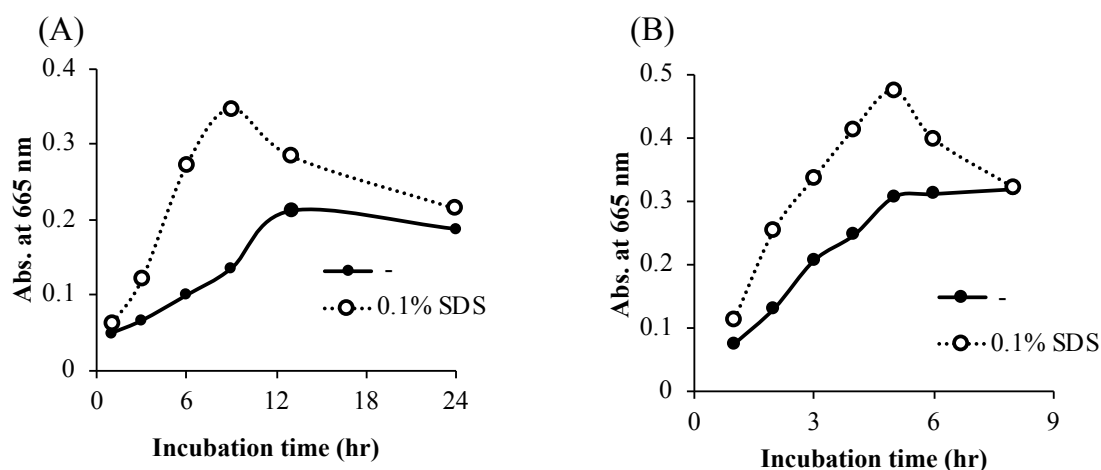 (A)
Abs. at 665 nm
0.4
0.3
0.2
0.1
0
0 6 12 18 24
Incubation time (hr)
-
0.1% SDS
(B)
Abs. at 665 nm
0.5
0.4
0.3
0.2
0.1
0
0 3 6 9
Incubation time (hr)
-
0.1% SDS